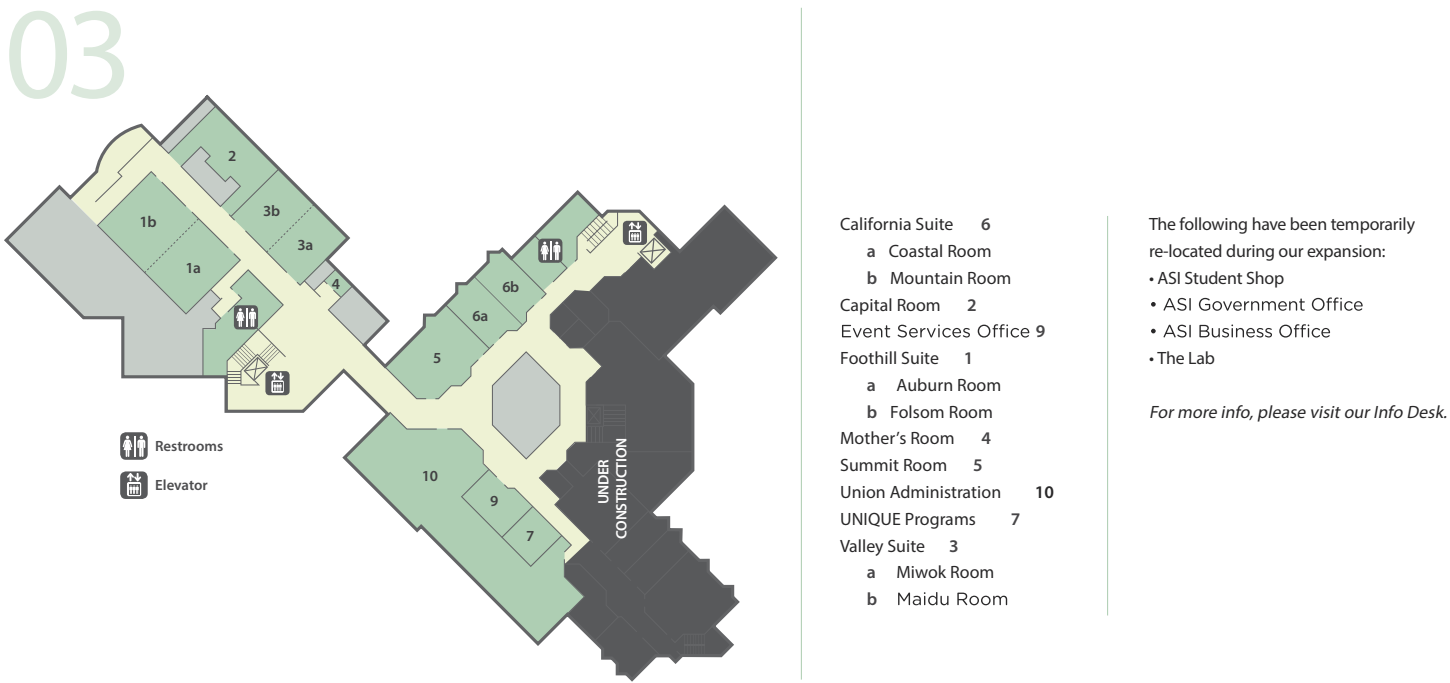 03
2
3b
3a
1b
1a
4
6b
6a
5
10
9
7
UNDER
CONSTRUCTION
Restrooms
Elevator
California Suite 6
a Coastal Room
b Mountain Room
Capital Room 2
Event Services Office 9
Foothill Suite 1
a Auburn Room
b Folsom Room
Mother's Room 4
Summit Room 5
Union Administration 10
UNIQUE Programs 7
Valley Suite 3
a Miwok Room
b Maidu Room
The following have been temporarily
re-located during our expansion:
• ASI Student Shop
• ASI Government Office
• ASI Business Office
• The Lab
For more info, please visit our Info Desk.